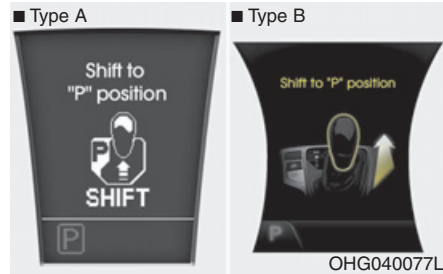 ■ Type A
■ Type B
Shift to
"P" position
P
SHIFT
P
Shift to "P" position
P
OHG040077L